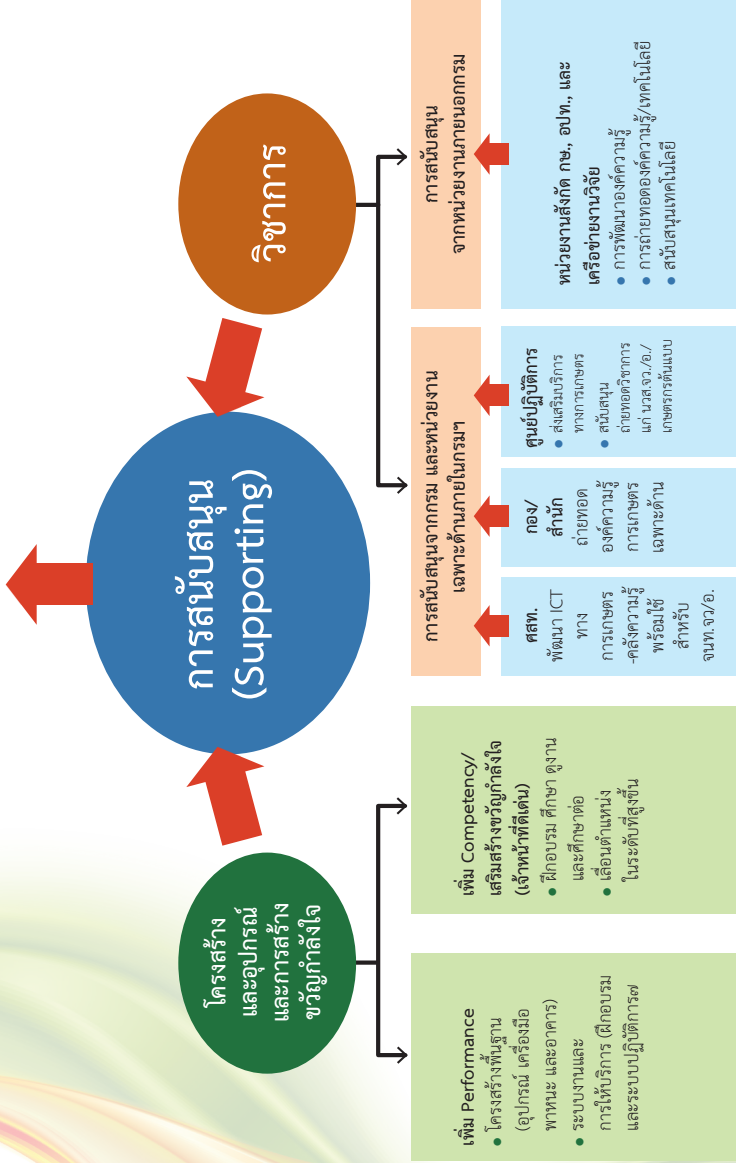 การสนับสนุน
(Supporting)
โครงสร้าง
และอุปกรณ์
และการสร้าง
ขวัญกำลังใจ
วิชาการ
เพิ่ม Performance
● โครงสร้างพื้นฐาน
(อุปกรณ์ เครื่องมือ
พาหนะ และอาคาร)
● ระบบงานและ
การให้บริการ (ฝึกอบรม
และระบบปฏิบัติการ๗
เพิ่ม Competency/
เสริมสร้างขวัญกำลังใจ
(เจ้าหน้าที่ดีเด่น)
● ฝึกอบรม ศึกษา ดูงาน
และศึกษาต่อ
● เลื่อนตำแหน่ง
ในระดับที่สูงขึ้น
การสนับสนุนจากกรม และหน่วยงาน
เฉพาะด้านภายในกรมฯ
ศสท.
พัฒนา ICT
ทาง
การเกษตร
-คลังความรู้
พร้อมใช้
สำหรับ
จนท.จว/อ.
กอง/
สำนัก
ถ่ายทอด
องค์ความรู้
การเกษตร
เฉพาะด้าน
ศูนย์ปฏิบัติการ
● ส่งเสริมบริการ
ทางการเกษตร
● สนับสนุน
ถ่ายทอดวิชาการ
แก่ นวส.จว./อ./
เกษตรกรต้นแบบ
การสนับสนุน
จากหน่วยงานภายนอกกรม
หน่วยงานสังกัด กษ., อปท., และ
เครือข่ายงานวิจัย
● การพัฒนาองค์ความรู้
● การถ่ายทอดองค์ความรู้/เทคโนโลยี
● สนับสนุนเทคโนโลยี